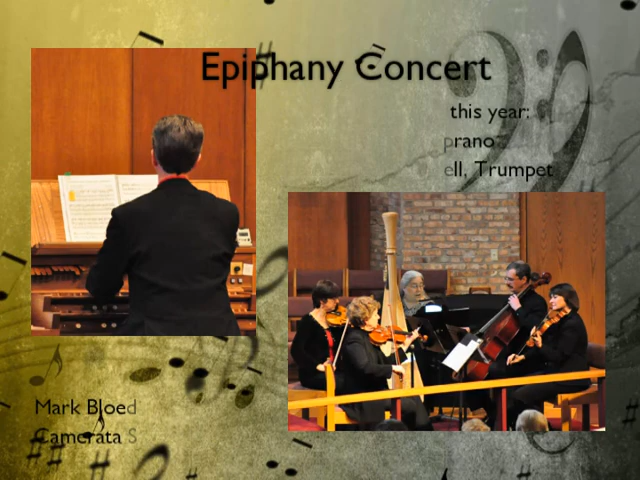 Epiphany Concert
this year:
prano
ell, Trumpet
Mark Bloed
Camerata S